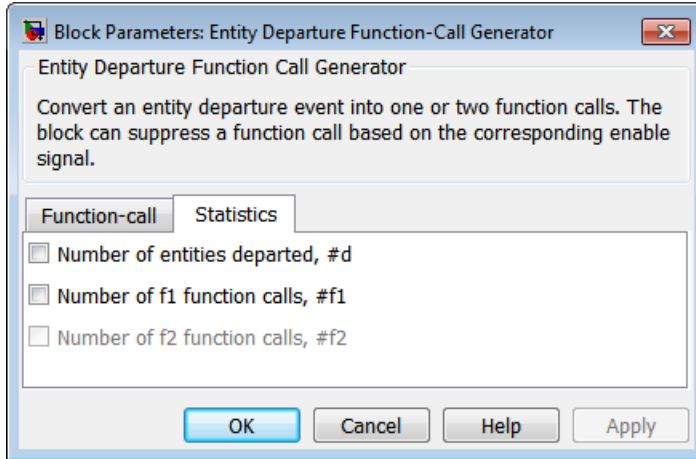 Block Parameters: Entity Departure Function-Call Generator
Entity Departure Function Call Generator
Convert an entity departure event into one or two function calls. The
block can suppress a function call based on the corresponding enable
signal.
Function-call Statistics
Number of entities departed, #d
Number of f1 function calls, #f1
Number of f2 function calls, #f2
OK Cancel Help Apply